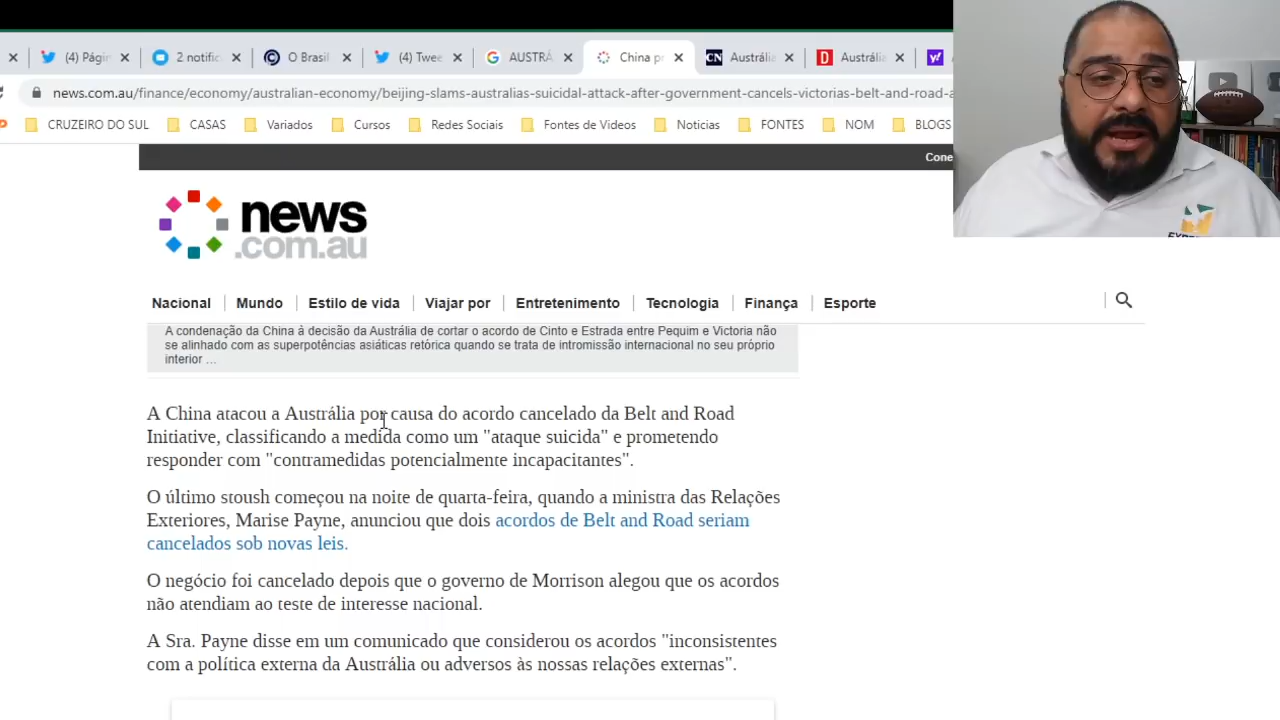 (4) Págin
2 notific
O Brasil
(4) Twee
AUSTRÁ
China po
CN
Austrália
D
Austrália
y!
news.com.au/finance/economy/australian-economy/beijing-slams-australias-suicidal-attack-after-government-cancels-victorias-belt-and-road-a
CRUZEIRO DO SUL
CASAS
Variados
Cursos
Redes Sociais
Fontes de Videos
Noticias
FONTES
NOM
BLOGS
Cone
news
.com.au
Nacional
Mundo
Estilo de vida
Viajar por
Entretenimento
Tecnologia
Finança
Esporte
A condenação da China à decisão da Austrália de cortar o acordo de Cinto e Estrada entre Pequim e Victoria não
se alinhado com as superpotências asiáticas retórica quando se trata de intromissão internacional no seu próprio
interior ...
A China atacou a Austrália por causa do acordo cancelado da Belt and Road
Initiative, classificando a medida como um "ataque suicida" e prometendo
responder com "contramedidas potencialmente incapacitantes".
O último stoush começou na noite de quarta-feira, quando a ministra das Relações
Exteriores, Marise Payne, anunciou que dois acordos de Belt and Road seriam
cancelados sob novas leis.
O negócio foi cancelado depois que o governo de Morrison alegou que os acordos
não atendiam ao teste de interesse nacional.
A Sra. Payne disse em um comunicado que considerou os acordos "inconsistentes
com a política externa da Austrália ou adversos às nossas relações externas".